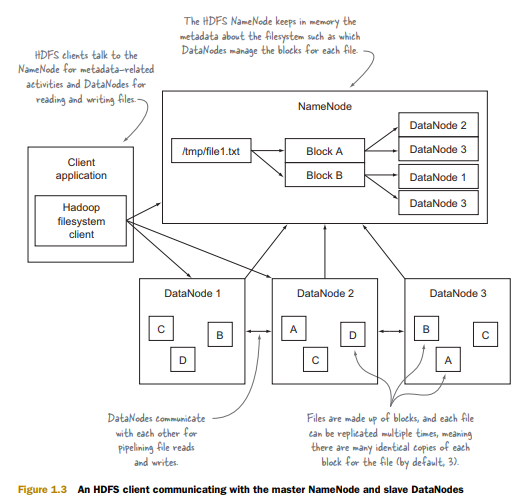 The HDFS NameNode keeps in memory the
metadata about the filesystem such as which
DataNodes manage the blocks for each file.
HDFS clients talk to the
NameNode for metadata-related
activities and DataNodes for
reading and writing files.
NameNode
/tmp/file1.txt
Block A
Block B
DataNode 2
DataNode 3
DataNode 1
DataNode 3
Client
application
Hadoop
filesystem
client
DataNode 1
C
B
D
DataNode 2
A
D
C
DataNode 3
B
C
A
DataNodes communicate
with each other for
pipelining file reads
and writes.
Files are made up of blocks, and each file
can be replicated multiple times, meaning
there are many identical copies of each
block for the file (by default, 3).
Figure 1.3 An HDFS client communicating with the master NameNode and slave DataNodes